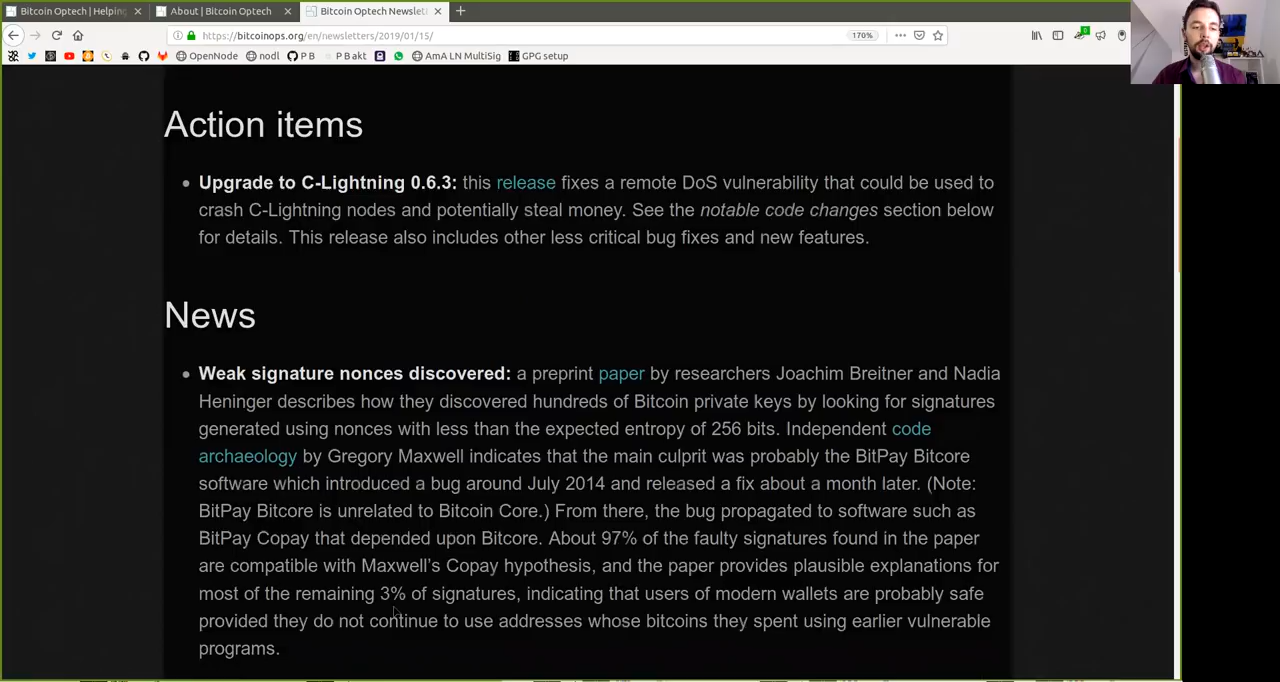 Bitcoin Optech | Helping
About | Bitcoin Optech
Bitcoin Optech Newslett
https://bitcoinops.org/en/newsletters/2019/01/15/
170%
OpenNode
nodl
P B
P B akt
AmA LN MultiSig
GPG setup
Action items
Upgrade to C-Lightning 0.6.3: this release fixes a remote DoS vulnerability that could be used to
crash C-Lightning nodes and potentially steal money. See the notable code changes section below
for details. This release also includes other less critical bug fixes and new features.
News
Weak signature nonces discovered: a preprint paper by researchers Joachim Breitner and Nadia
Heninger describes how they discovered hundreds of Bitcoin private keys by looking for signatures
generated using nonces with less than the expected entropy of 256 bits. Independent code
archaeology by Gregory Maxwell indicates that the main culprit was probably the BitPay Bitcore
software which introduced a bug around July 2014 and released a fix about a month later. (Note:
BitPay Bitcore is unrelated to Bitcoin Core.) From there, the bug propagated to software such as
BitPay Copay that depended upon Bitcore. About 97% of the faulty signatures found in the paper
are compatible with Maxwell's Copay hypothesis, and the paper provides plausible explanations for
most of the remaining 3% of signatures, indicating that users of modern wallets are probably safe
provided they do not continue to use addresses whose bitcoins they spent using earlier vulnerable
programs.